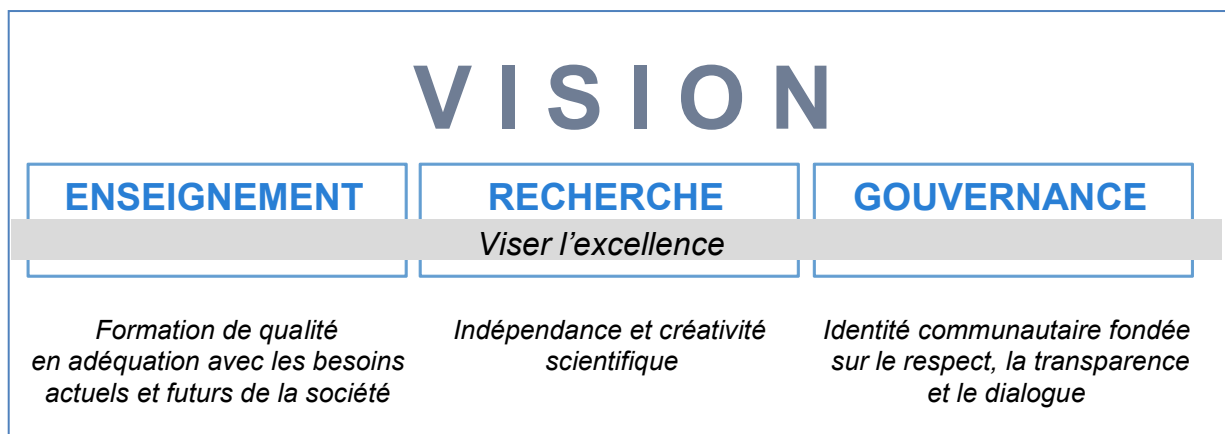 VISION
ENSEIGNEMENT
RECHERCHE
GOUVERNANCE
Viser l’excellence
Formation de qualité
en adéquation avec les besoins
actuels et futurs de la société
Indépendance et créativité
scientifique
Identité communautaire fondée
sur le respect, la transparence
et le dialogue